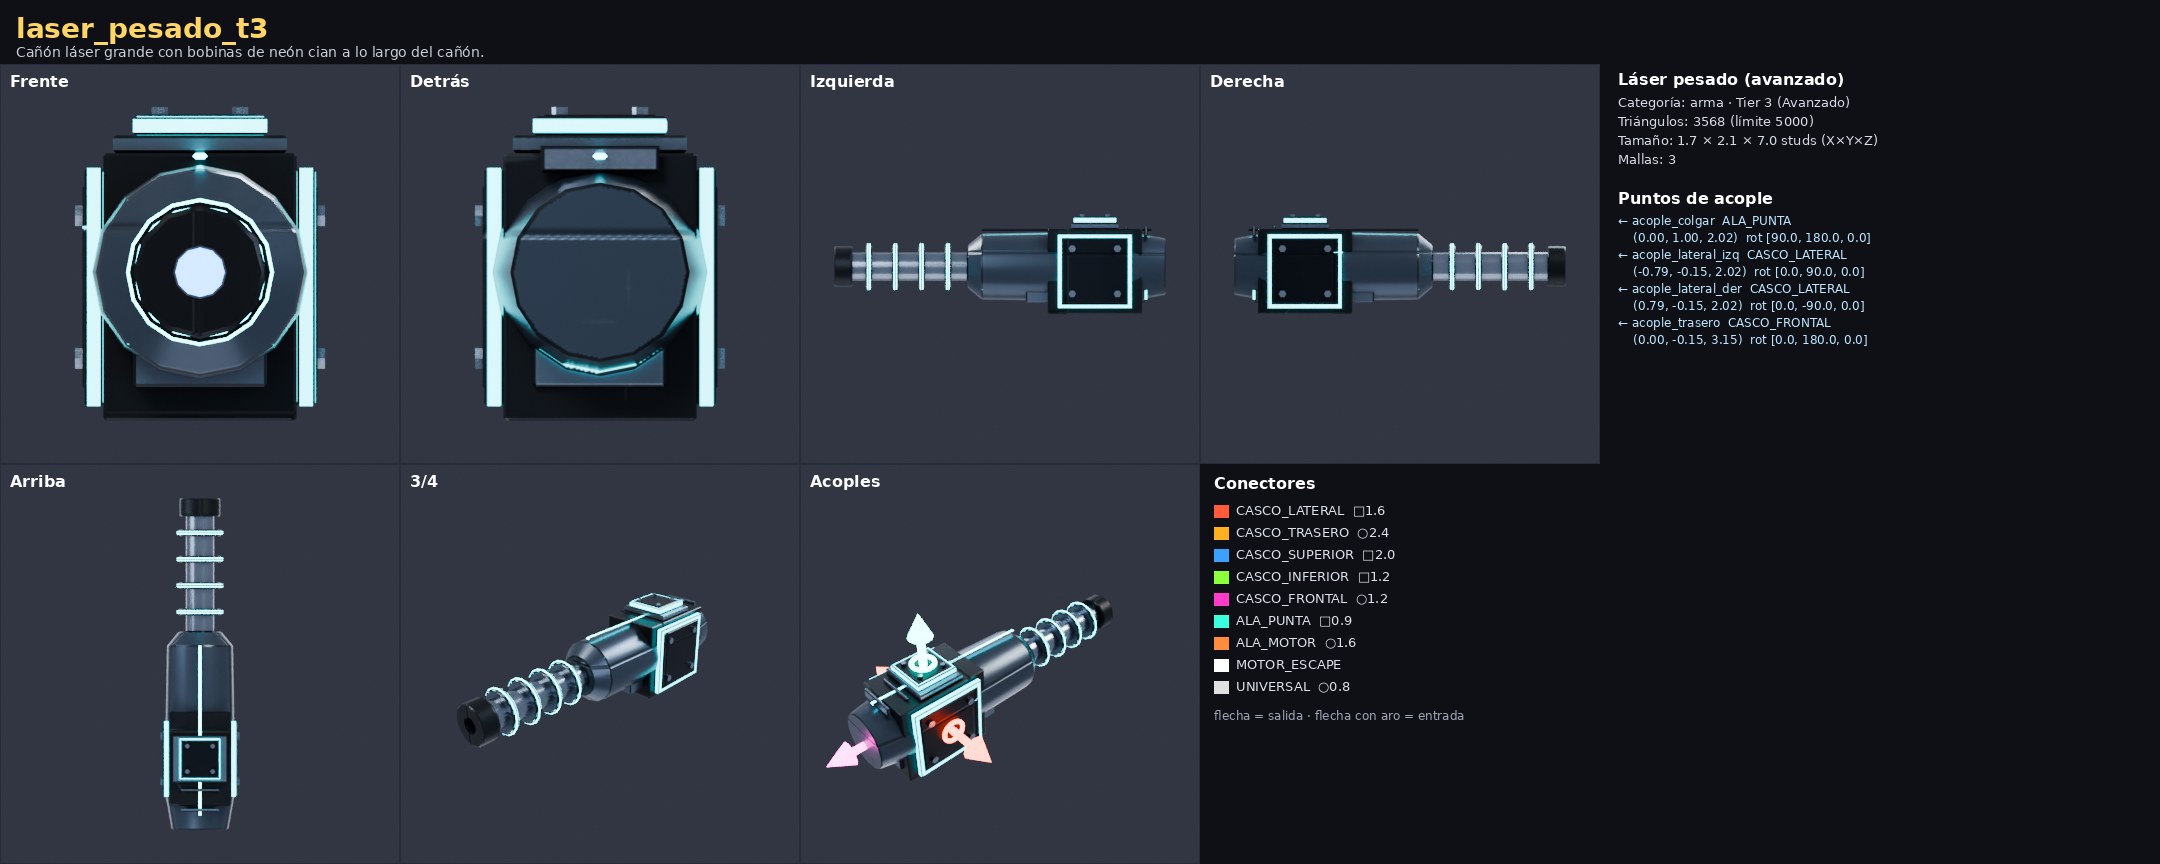 laser_pesado_t3
Cañón láser grande con bobinas de neón cian a lo largo del cañón.
Frente
Detrás
Izquierda
Derecha
Láser pesado (avanzado)
Categoría: arma · Tier 3 (Avanzado)
Triángulos: 3568 (límite 5000)
Tamaño: 1.7 × 2.1 × 7.0 studs (X×Y×Z)
Mallas: 3
Puntos de acople
← acople_colgar  ALA_PUNTA
(0.00, 1.00, 2.02)  rot [90.0, 180.0, 0.0]
← acople_lateral_izq  CASCO_LATERAL
(-0.79, -0.15, 2.02)  rot [0.0, 90.0, 0.0]
← acople_lateral_der  CASCO_LATERAL
(0.79, -0.15, 2.02)  rot [0.0, -90.0, 0.0]
← acople_trasero  CASCO_FRONTAL
(0.00, -0.15, 3.15)  rot [0.0, 180.0, 0.0]
Arriba
3/4
Acoples
Conectores
CASCO_LATERAL  □1.6
CASCO_TRASERO  ○2.4
CASCO_SUPERIOR  □2.0
CASCO_INFERIOR  □1.2
CASCO_FRONTAL  ○1.2
ALA_PUNTA  □0.9
ALA_MOTOR  ○1.6
MOTOR_ESCAPE
UNIVERSAL  ○0.8
flecha = salida · flecha con aro = entrada